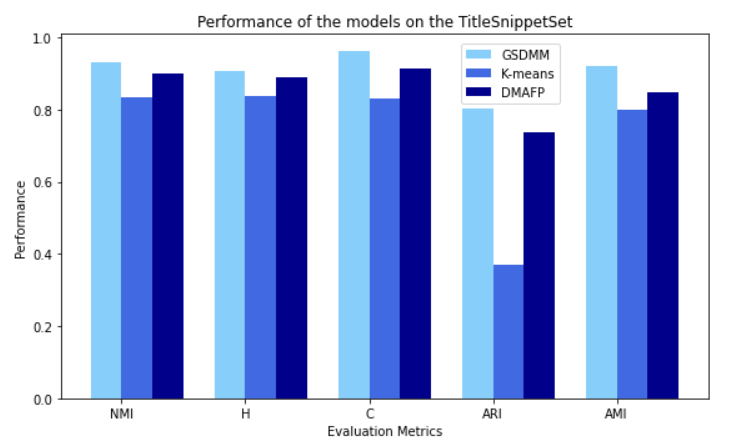 Performance of the models on the TitleSnippetSet
GSDMM
K-means
DMAFP
1.0
0.8
0.6
0.4
0.2
0.0
Performance
NMI
H
C
ARI
AMI
Evaluation Metrics